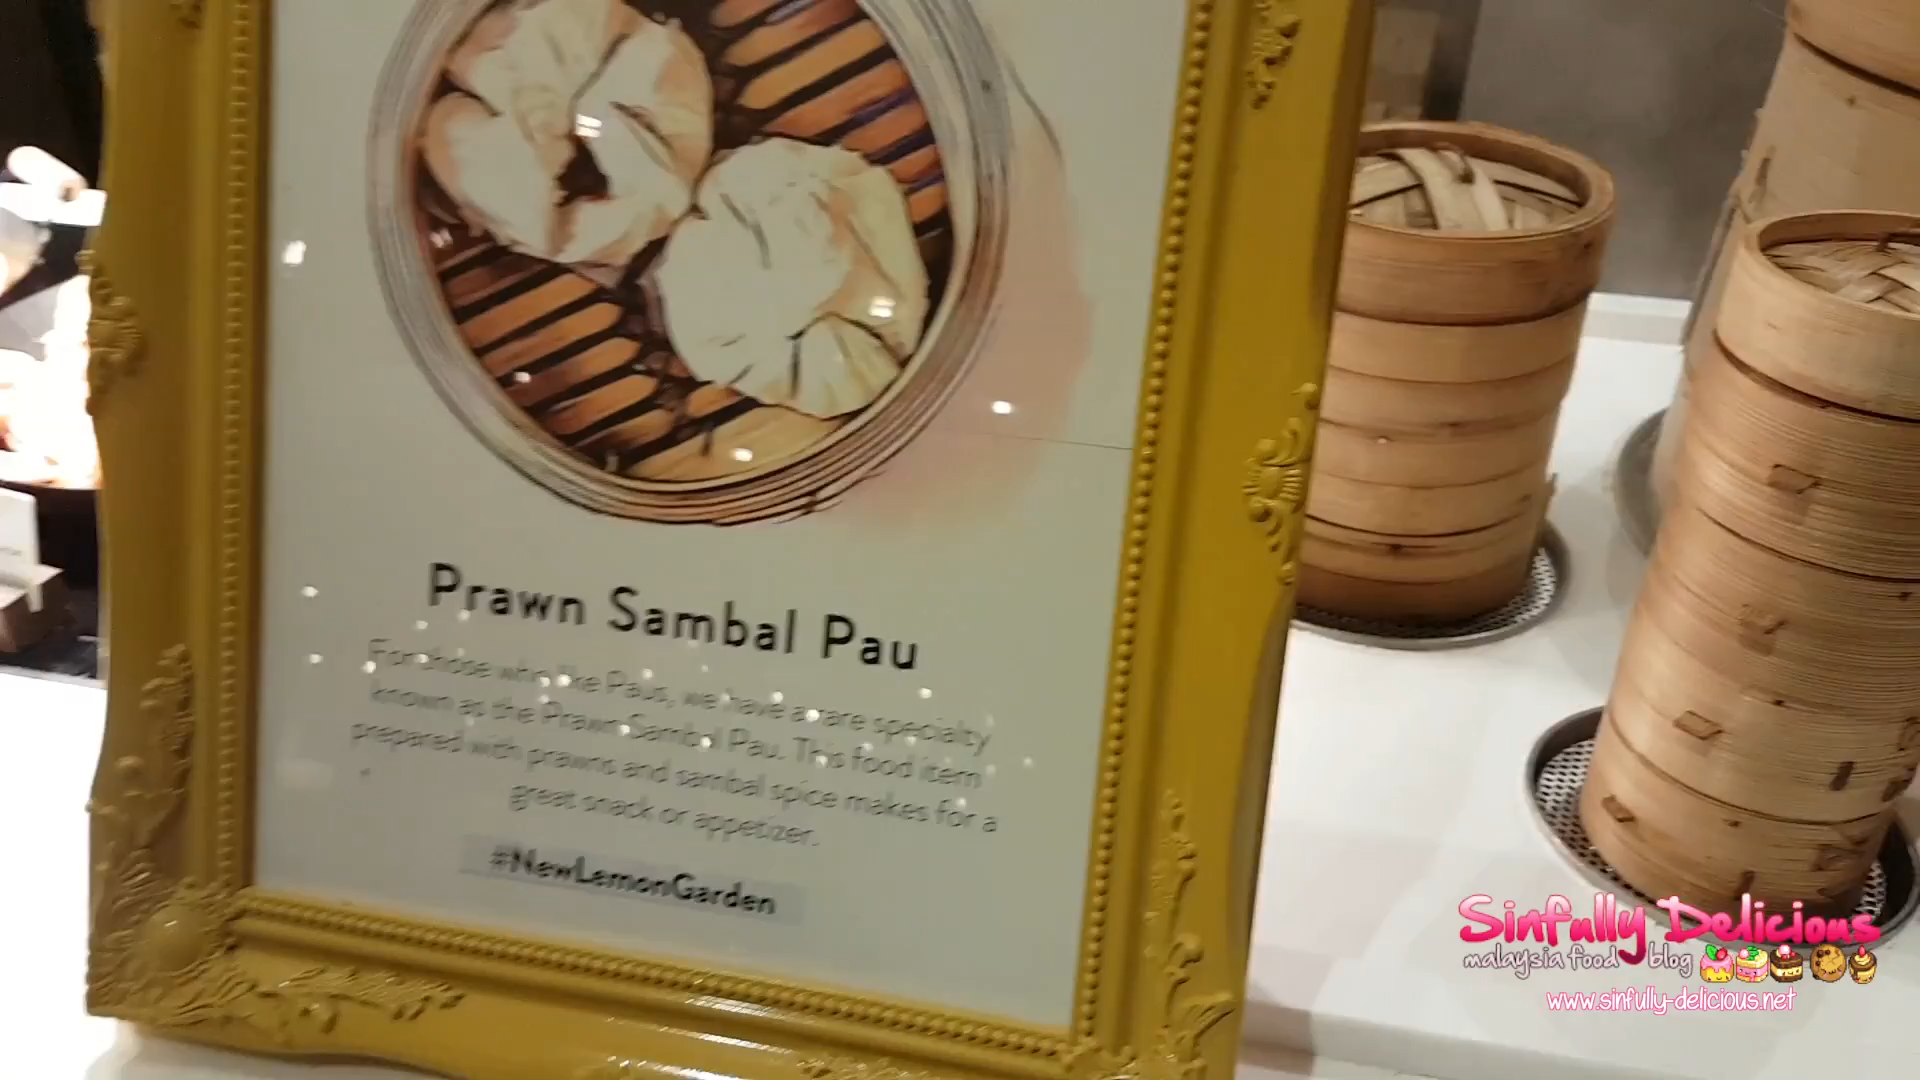 Prawn Sambal Pau
For those who like Paus, we have a rare specialty
known as the Prawn Sambal Pau. This food item
prepared with prawns and sambal spice makes for a
great snack or appetizer.
#NewLemonGarden
Sinfully Delicious
malaysia food blog
www.sinfully-delicious.net